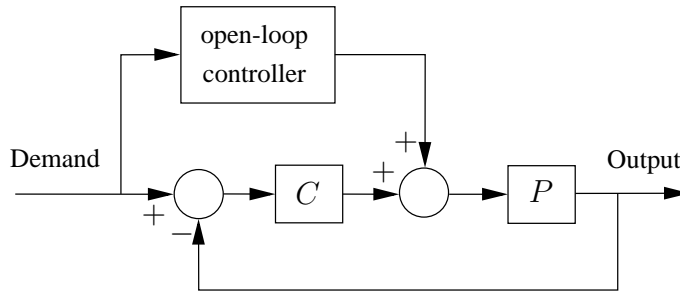 open-loop
controller
Demand
Output
+
+
+
−
C
P